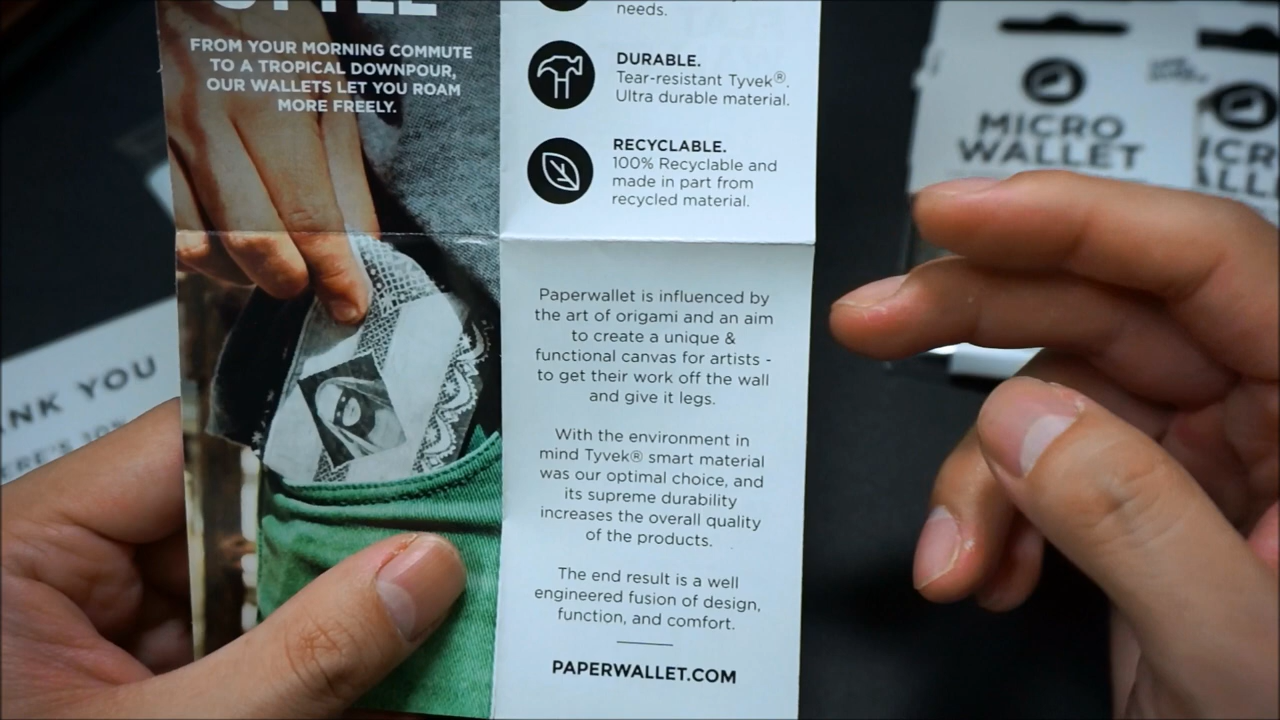 STYLE
FROM YOUR MORNING COMMUTE
TO A TROPICAL DOWNPOUR,
OUR WALLETS LET YOU ROAM
MORE FREELY.
needs.
DURABLE.
Tear-resistant Tyvek®.
Ultra durable material.
RECYCLABLE.
100% Recyclable and
made in part from
recycled material.
Paperwallet is influenced by
the art of origami and an aim
to create a unique &
functional canvas for artists -
to get their work off the wall
and give it legs.
With the environment in
mind Tyvek® smart material
was our optimal choice, and
its supreme durability
increases the overall quality
of the products.
The end result is a well
engineered fusion of design,
function, and comfort.
PAPERWALLET.COM
MICRO
WALLET
ICR
ALL
ANK YOU
ERE'S 10%